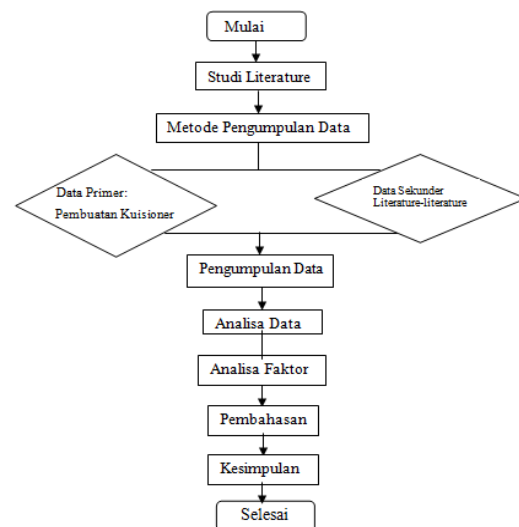 Mulai
Studi Literature
Metode Pengumpulan Data
Data Primer:
Pembuatan Kuisioner
Data Sekunder
Literature-literature
Pengumpulan Data
Analisa Data
Analisa Faktor
Pembahasan
Kesimpulan
Selesai